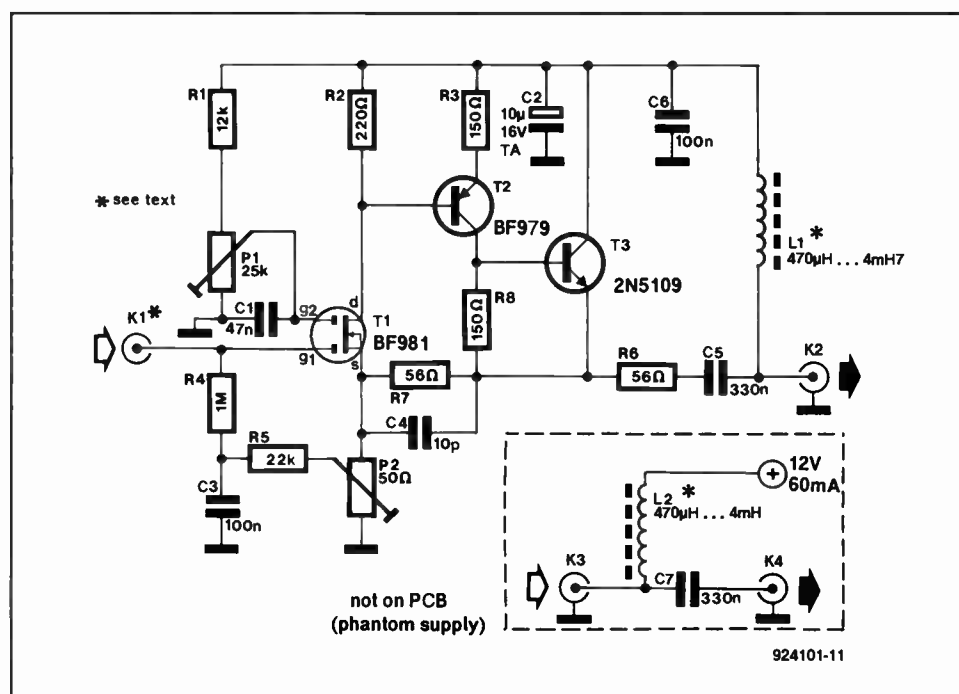 R1
12k
R2
220Ω
R3
150Ω
C2
10µ
16V
TA
C6
100n
* see text
T2
BF979
P1
25k
T3
2N5109
L1 *
470µH ... 4mH7
C1
47n
g2
d
T1
BF981
R8
150Ω
K1 *
g1
s
R4
1M
R7
56Ω
R6
56Ω
C5
330n
K2
C4
10p
R5
22k
P2
50Ω
C3
100n
12V
60mA
+
L2 *
470µH ... 4mH
K3
C7
330n
K4
not on PCB
(phantom supply)
924101-11